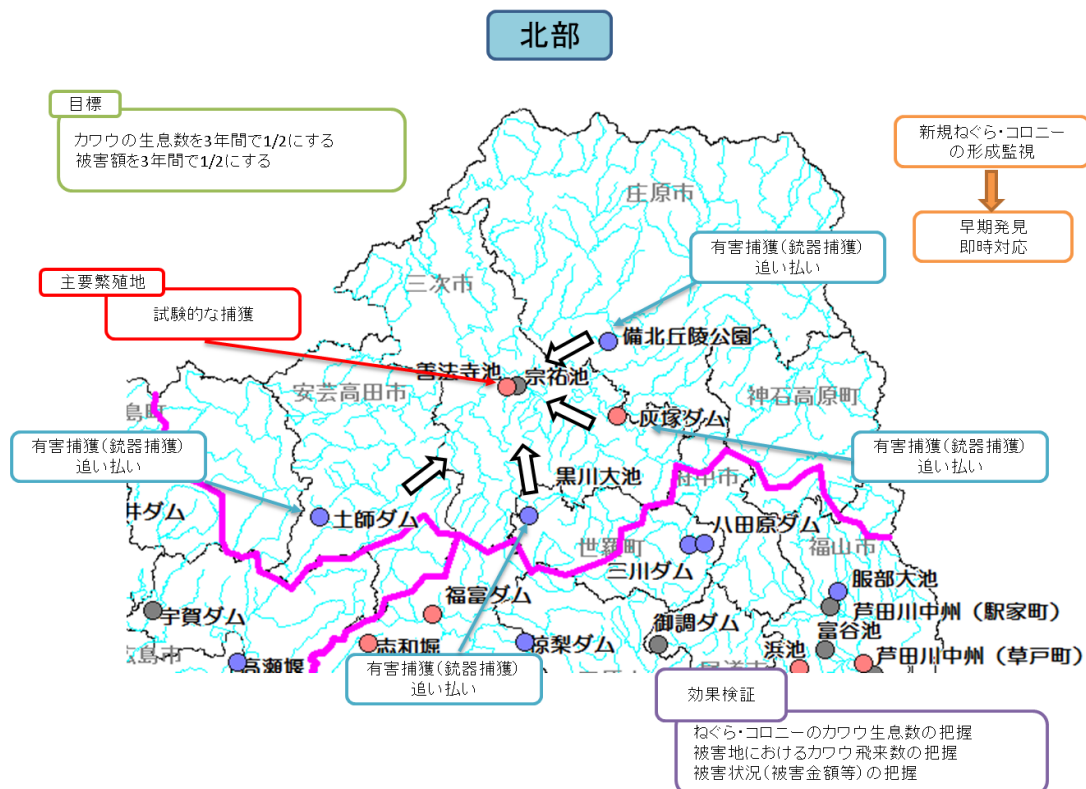 北部
目標
カワウの生息数を3年間で1/2にする
被害額を3年間で1/2にする
新規ねぐら・コロニー
の形成監視
早期発見
即時対応
庄原市
有害捕獲(銃器捕獲)
追い払い
三次市
主要繁殖地
試験的な捕獲
備北丘陵公園
善法寺池
宗祐池
安芸高田市
神石高原町
島町
灰塚ダム
有害捕獲(銃器捕獲)
追い払い
有害捕獲(銃器捕獲)
追い払い
黒川大池
府中市
井ダム
土師ダム
八田原ダム
世羅町
福山市
三川ダム
服部大池
福富ダム
宇賀ダム
芦田川中州(駅家町)
御調ダム
富谷池
志和堀
椋梨ダム
浜池
芦田川中州(草戸町)
広島市
高瀬堰
尾道市
有害捕獲(銃器捕獲)
追い払い
効果検証
ねぐら・コロニーのカワウ生息数の把握
被害地におけるカワウ飛来数の把握
被害状況(被害金額等)の把握